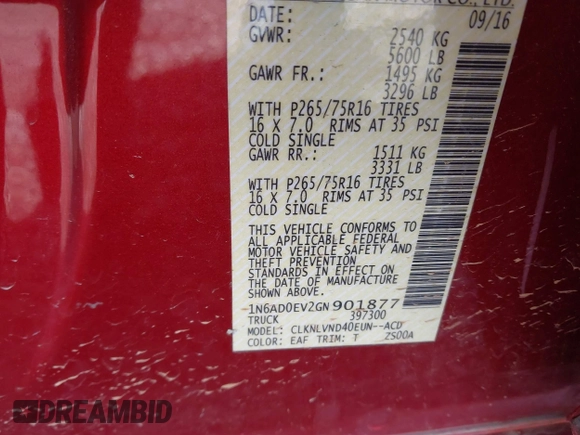 MOTOR CO., LTD.
DATE: 09/16
GVWR: 2540 KG
5600 LB
GAWR FR.: 1495 KG
3296 LB
WITH P265/75R16 TIRES
16 X 7.0 RIMS AT 35 PSI
COLD SINGLE
GAWR RR.: 1511 KG
3331 LB
WITH P265/75R16 TIRES
16 X 7.0 RIMS AT 35 PSI
COLD SINGLE
THIS VEHICLE CONFORMS TO
ALL APPLICABLE FEDERAL
MOTOR VEHICLE SAFETY AND
THEFT PREVENTION
STANDARDS IN EFFECT ON
THE DATE OF MANUFACTURE
SHOWN ABOVE.
1N6AD0EV2GN901877
TRUCK 397300
MODEL: CLKNLVND40EUN--ACD
COLOR: EAF TRIM: T ZS00A
DREAMBID